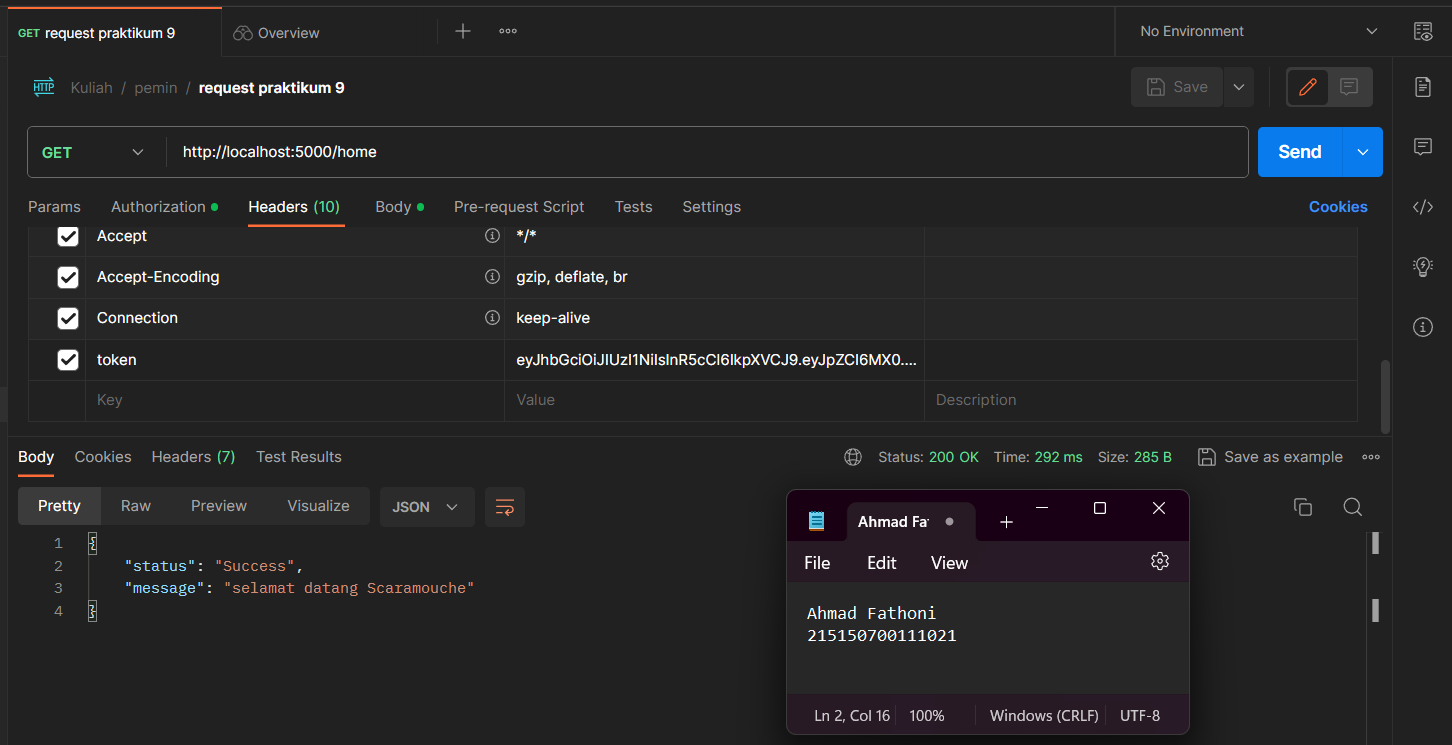 GET request praktikum 9
Overview
No Environment
HTTP Kuliah / pemin / request praktikum 9
Save
GET
http://localhost:5000/home
Send
Params Authorization Headers (10) Body Pre-request Script Tests Settings Cookies
Accept */*
Accept-Encoding gzip, deflate, br
Connection keep-alive
token eyJhbGciOiJIUzI1NiIsInR5cCI6IkpXVCJ9.eyJpZCI6MX0....
Key Value Description
Body Cookies Headers (7) Test Results Status: 200 OK Time: 292 ms Size: 285 B Save as example
Pretty Raw Preview Visualize JSON
1 {
2 "status": "Success",
3 "message": "selamat datang Scaramouche"
4 }
Ahmad Fa
File Edit View
Ahmad Fathoni
215150700111021
Ln 2, Col 16 100% Windows (CRLF) UTF-8